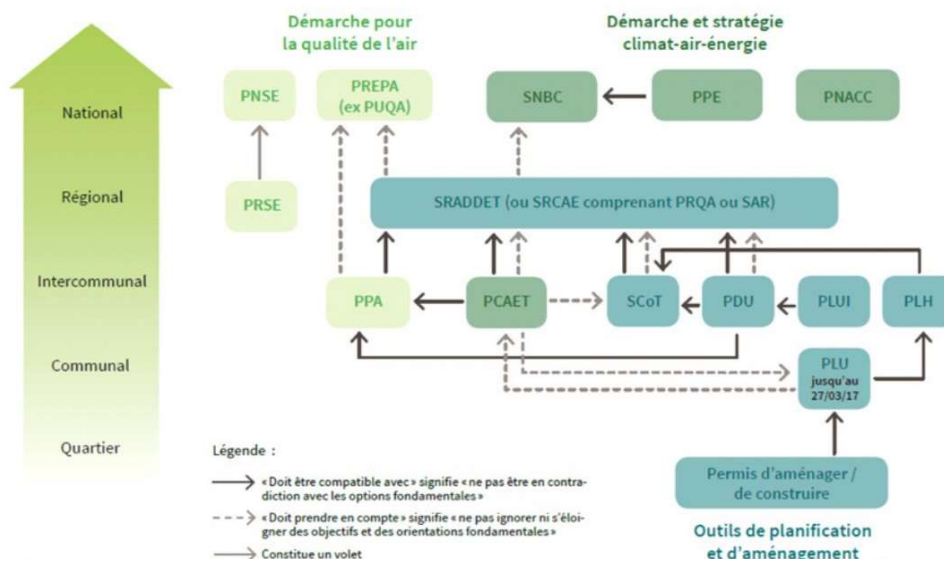 Démarche pour
la qualité de l'air
Démarche et stratégie
climat-air-énergie
National
PNSE
PREPA
(ex PUQA)
SNBC
PPE
PNACC
Régional
PRSE
SRADDET (ou SRCAE comprenant PRQA ou SAR)
Intercommunal
PPA
PCAET
SCoT
PDU
PLUI
PLH
Communal
PLU
jusqu'au
27/03/17
Quartier
Légende :
« Doit être compatible avec » signifie « ne pas être en contra-
diction avec les options fondamentales »
« Doit prendre en compte » signifie « ne pas ignorer ni s'éloi-
gner des objectifs et des orientations fondamentales »
Constitue un volet
Permis d'aménager /
de construire
Outils de planification
et d'aménagement